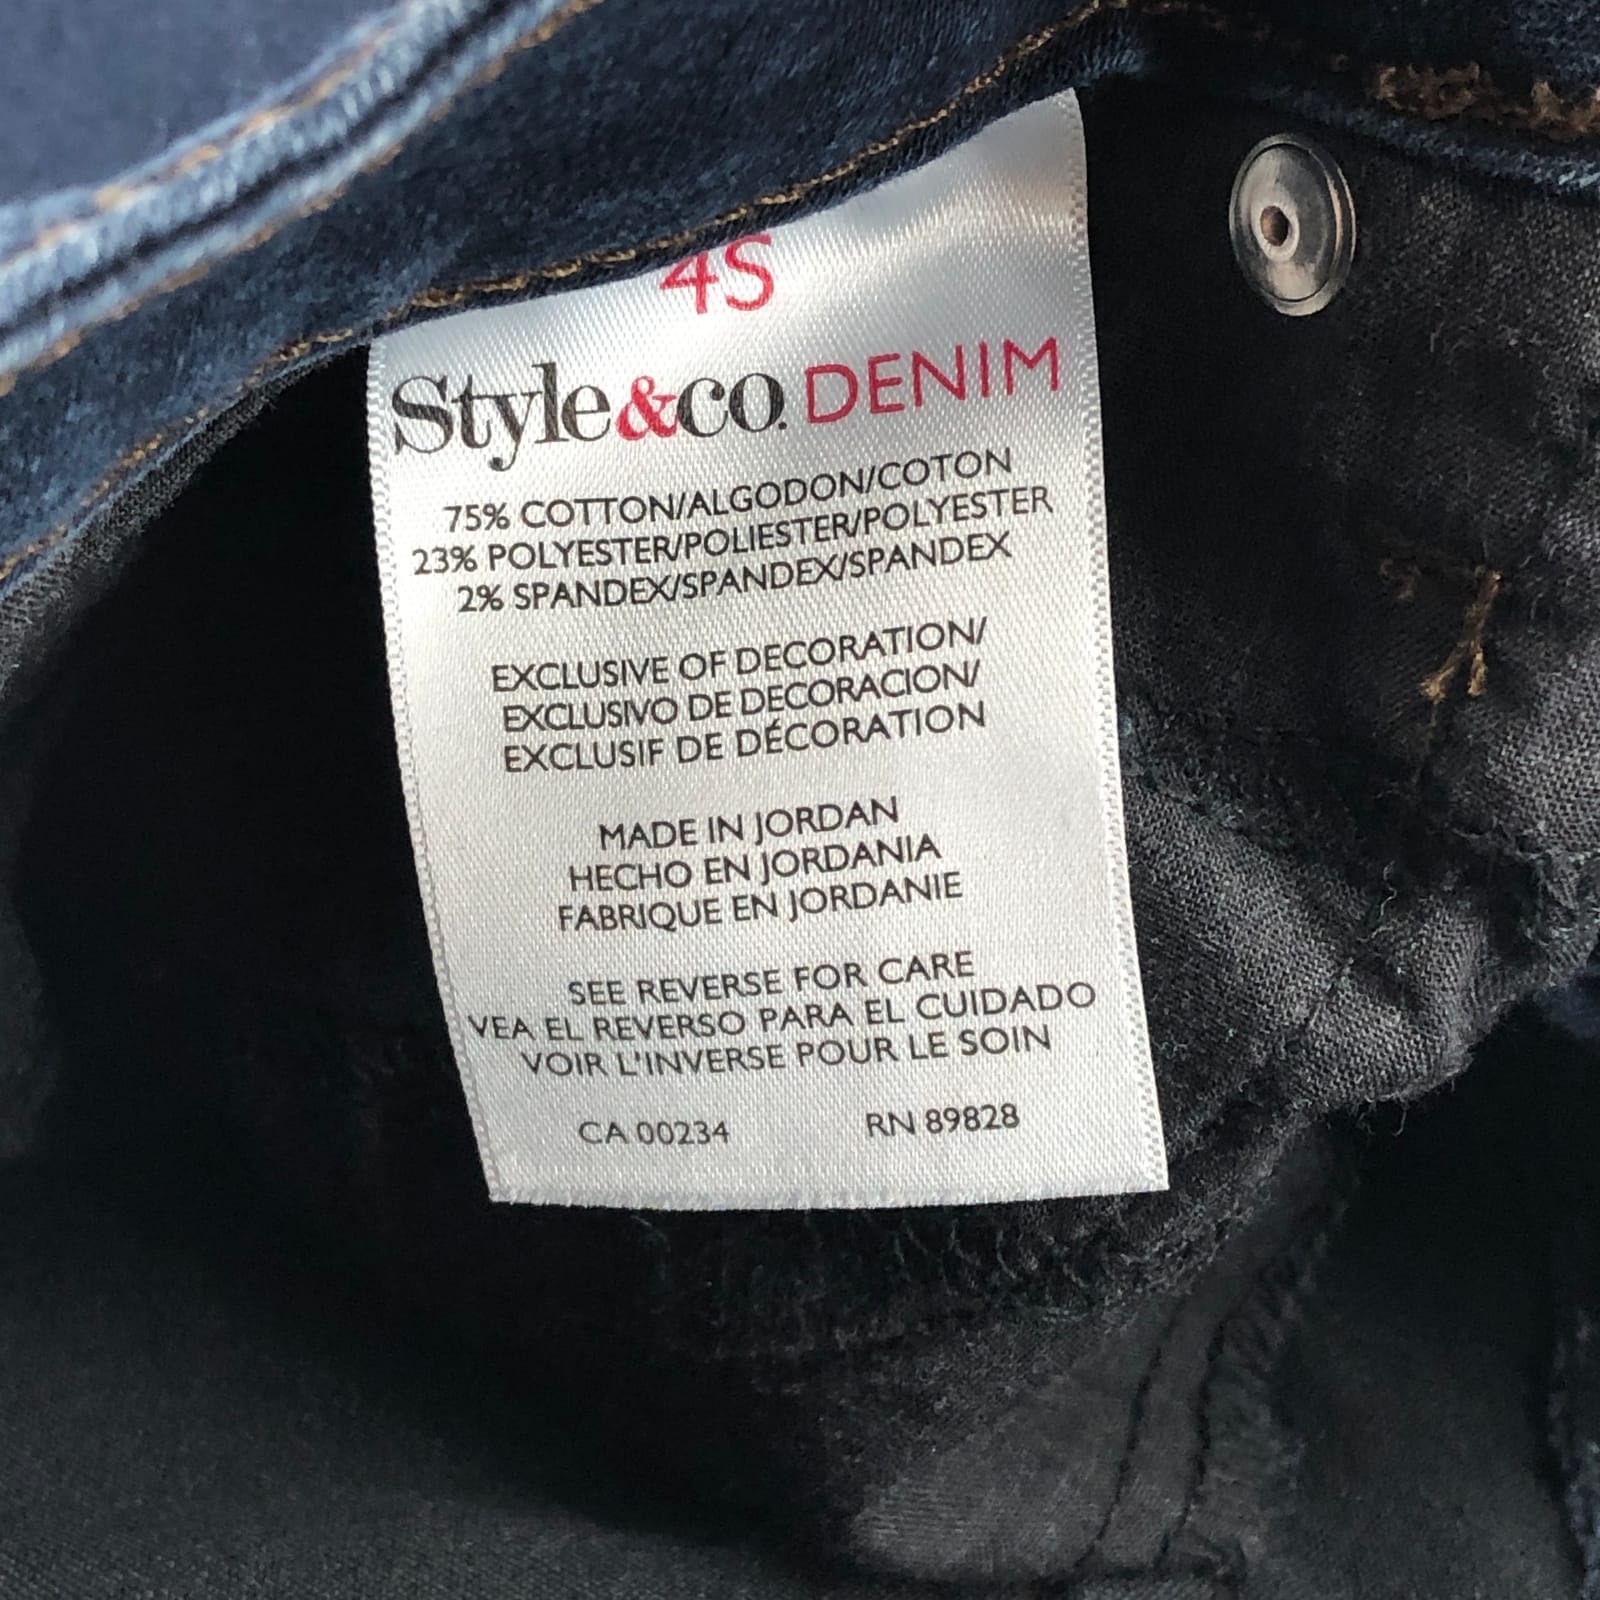 4S
Style&co. DENIM
75% COTTON/ALGODON/COTON
23% POLYESTER/POLIESTER/POLYESTER
2% SPANDEX/SPANDEX/SPANDEX
EXCLUSIVE OF DECORATION/
EXCLUSIVO DE DECORACION/
EXCLUSIF DE DÉCORATION
MADE IN JORDAN
HECHO EN JORDANIA
FABRIQUE EN JORDANIE
SEE REVERSE FOR CARE
VEA EL REVERSO PARA EL CUIDADO
VOIR L'INVERSE POUR LE SOIN
CA 00234 RN 89828